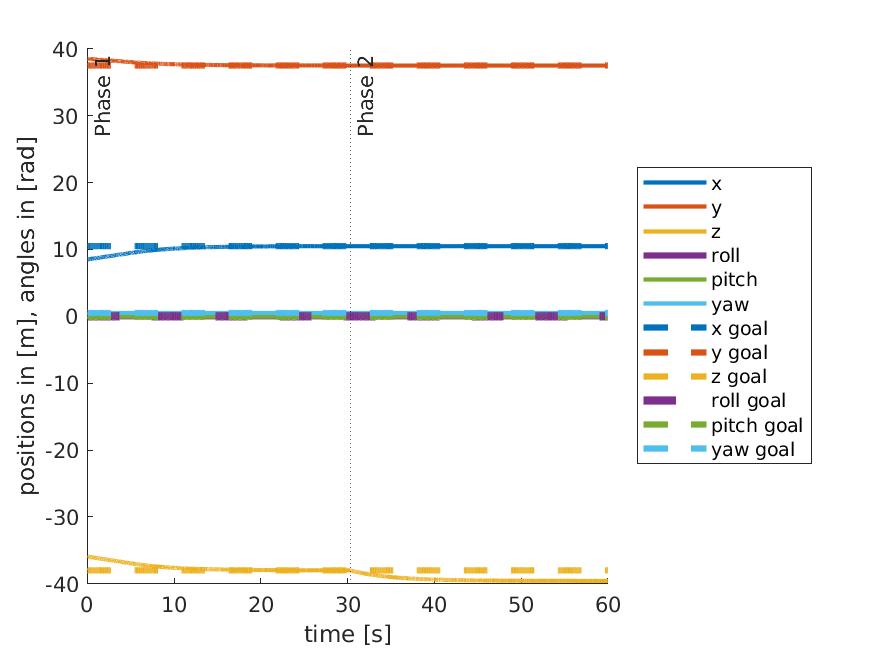 40
30
20
10
0
-10
-20
-30
-40
positions in [m], angles in [rad]
Phase 1
Phase 2
0 10 20 30 40 50 60
time [s]
x
y
z
roll
pitch
yaw
x goal
y goal
z goal
roll goal
pitch goal
yaw goal